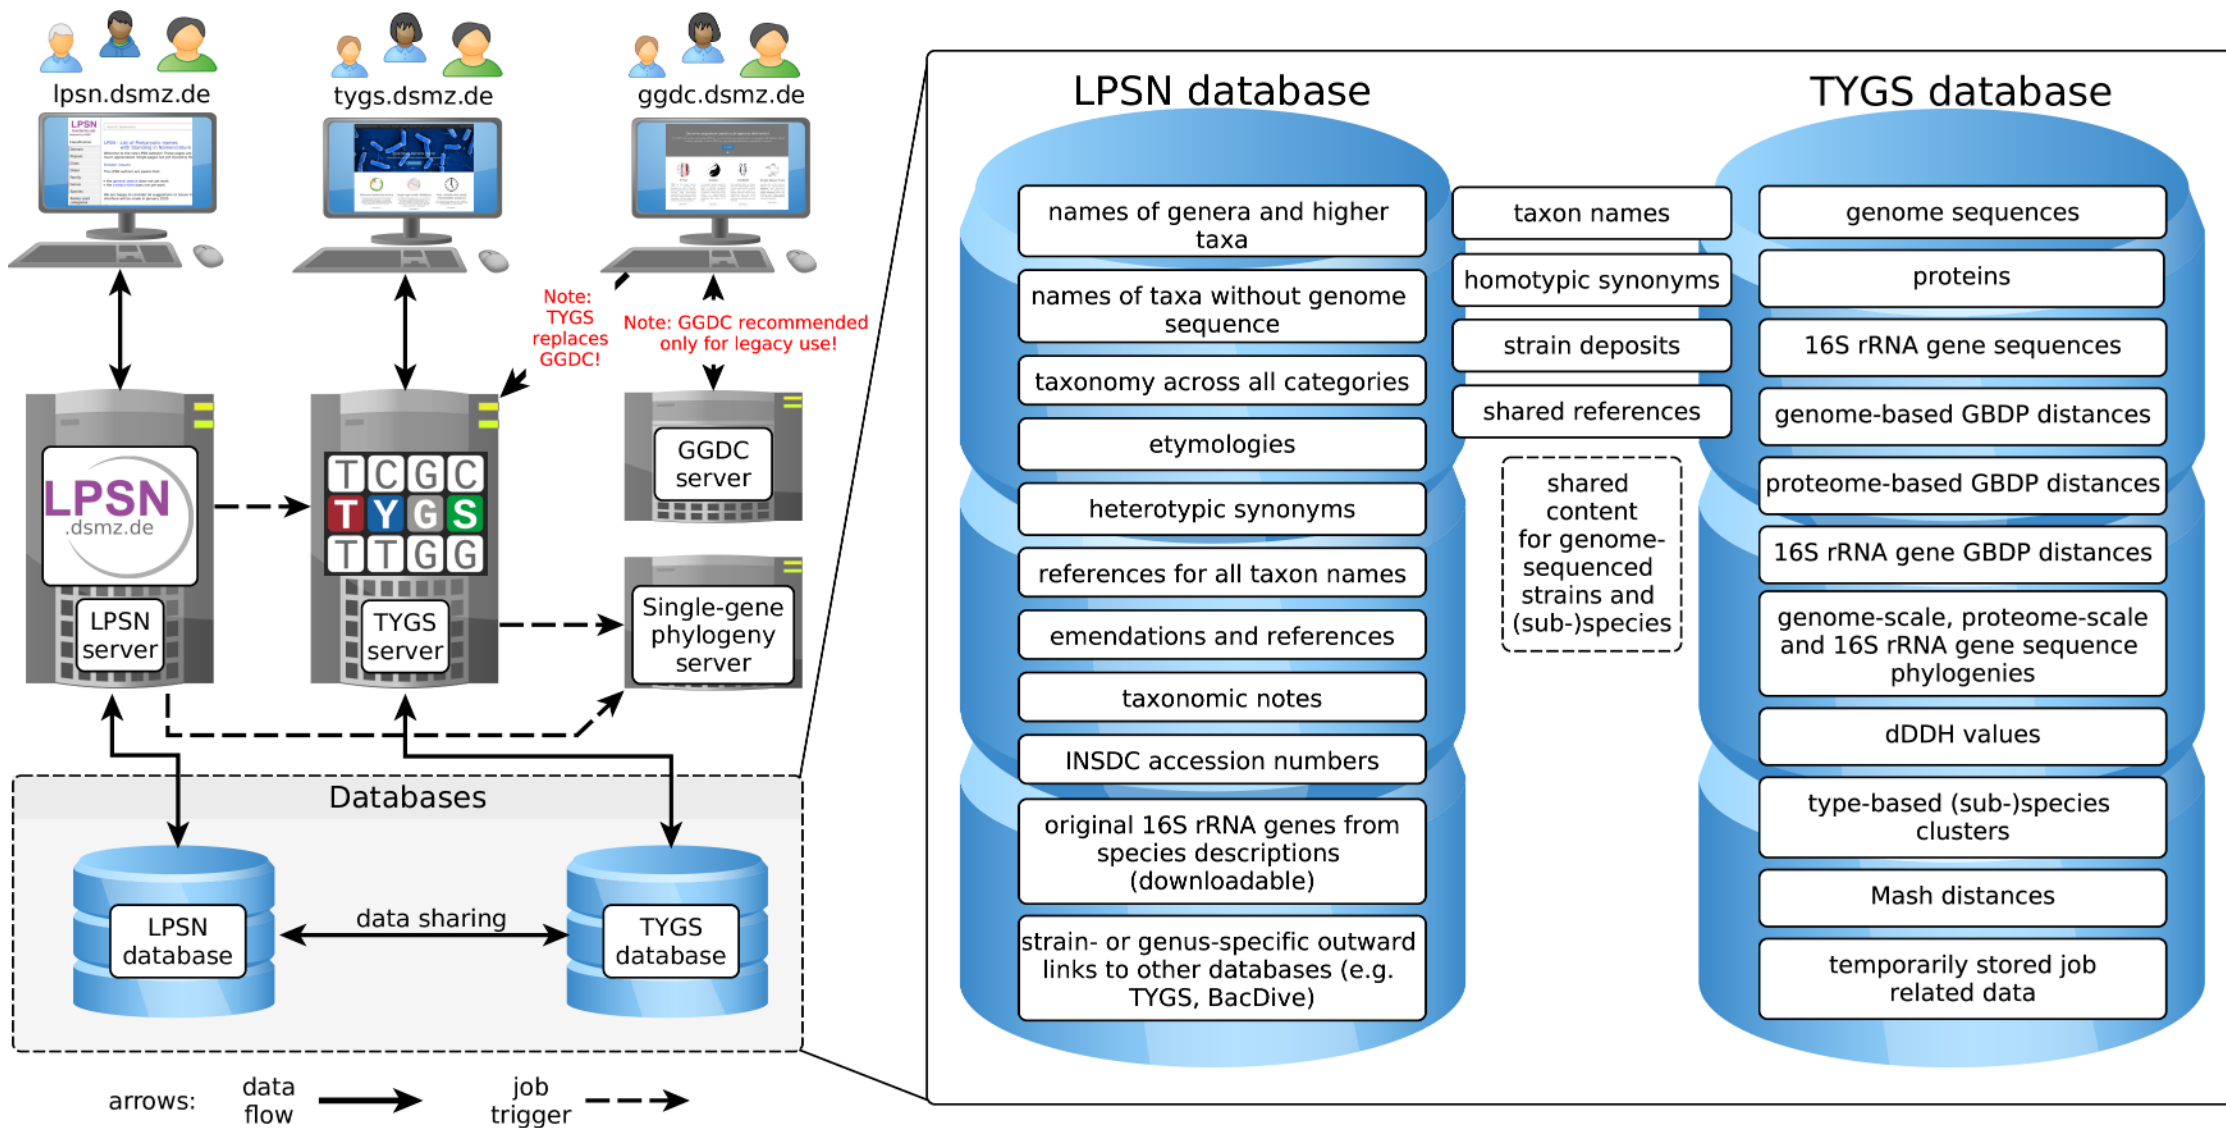 lpsn.dsmz.de
tygs.dsmz.de
ggdc.dsmz.de
LPSN
Note:
TYGS
replaces
GGDC!
Note: GGDC recommended
only for legacy use!
LPSN
.dsmz.de
LPSN
server
TCGC
TYGS
TTGG
TYGS
server
GGDC
server
Single-gene
phylogeny
server
Databases
LPSN
database
data sharing
TYGS
database
arrows:
data
flow
job
trigger
LPSN database
names of genera and higher
taxa
names of taxa without genome
sequence
taxonomy across all categories
etymologies
heterotypic synonyms
references for all taxon names
emendations and references
taxonomic notes
INSDC accession numbers
original 16S rRNA genes from
species descriptions
(downloadable)
strain- or genus-specific outward
links to other databases (e.g.
TYGS, BacDive)
taxon names
homotypic synonyms
strain deposits
shared references
shared
content
for genome-
sequenced
strains and
(sub-)species
TYGS database
genome sequences
proteins
16S rRNA gene sequences
genome-based GBDP distances
proteome-based GBDP distances
16S rRNA gene GBDP distances
genome-scale, proteome-scale
and 16S rRNA gene sequence
phylogenies
dDDH values
type-based (sub-)species
clusters
Mash distances
temporarily stored job
related data